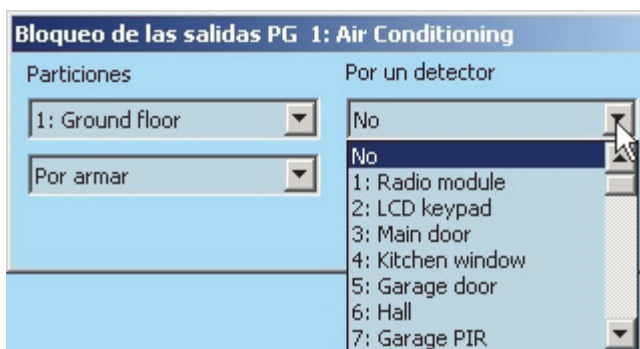 Bloqueo de las salidas PG 1: Air Conditioning
Particiones
Por un detector
1: Ground floor
No
Por armar
No
1: Radio module
2: LCD keypad
3: Main door
4: Kitchen window
5: Garage door
6: Hall
7: Garage PIR